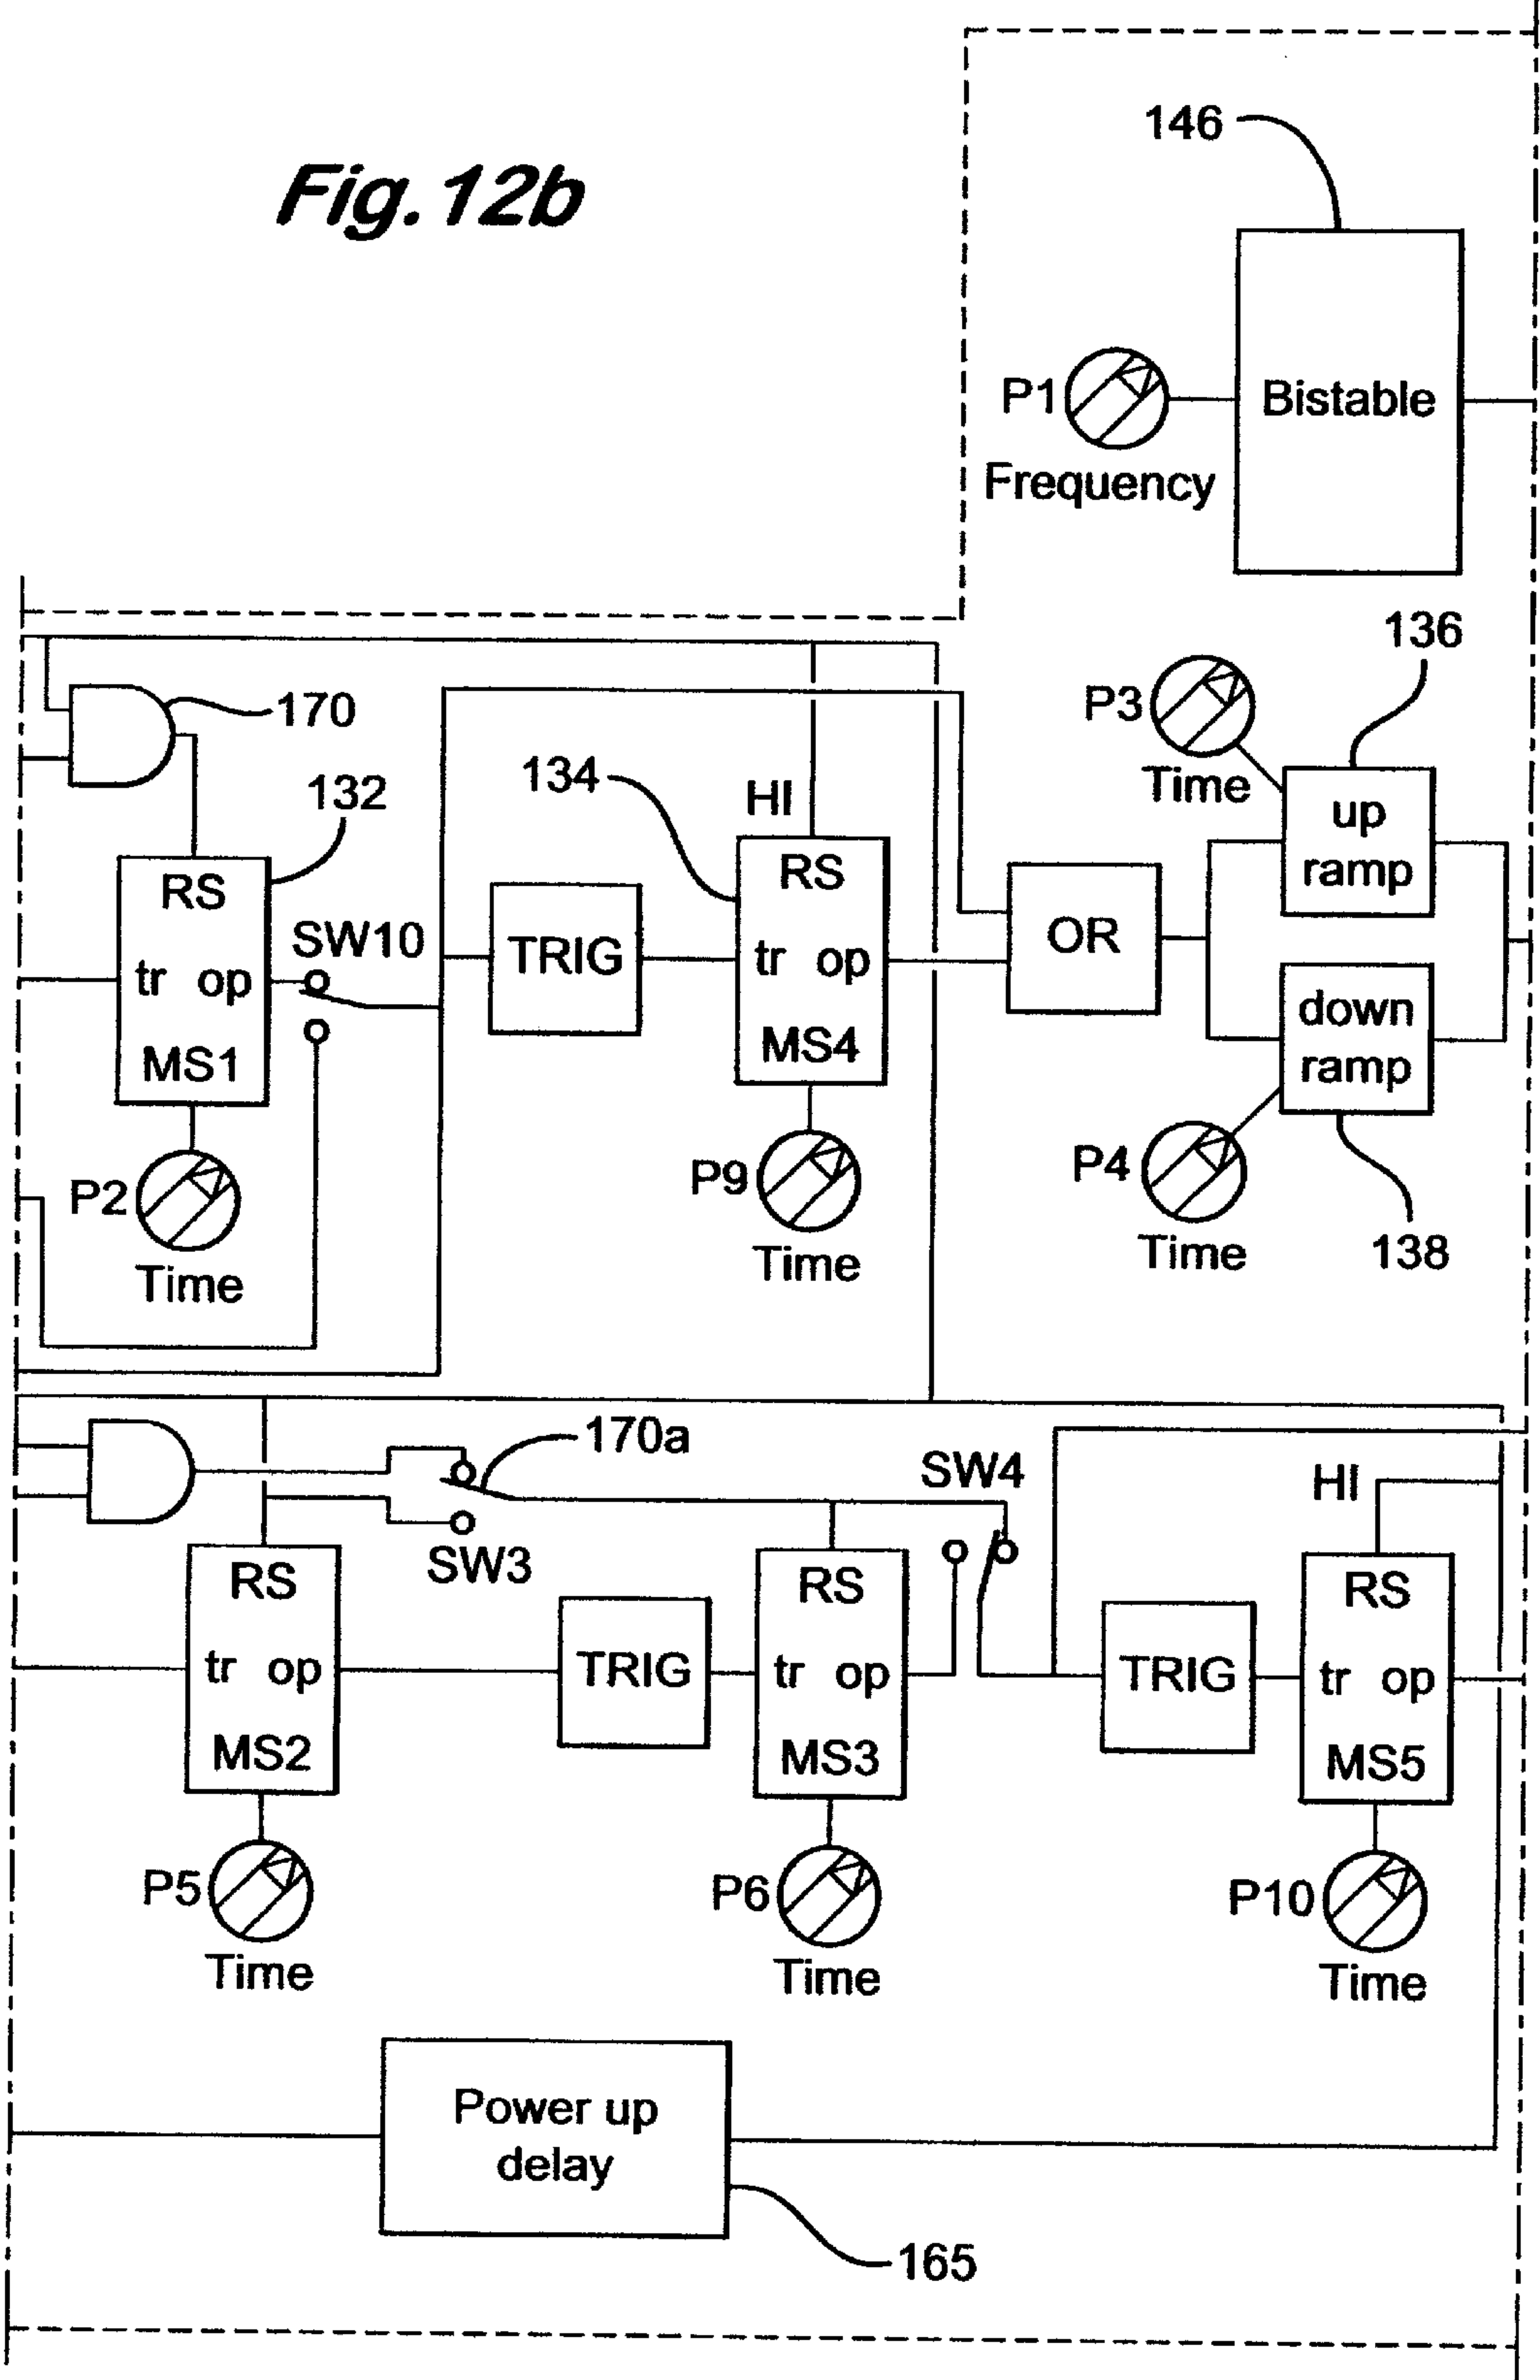 Fig. 12b
146
P1
Bistable
Frequency
136
170
P3
132
134
HI
Time
up
ramp
RS
RS
SW10
TRIG
OR
tr op
tr op
down
ramp
MS1
MS4
P2
P9
P4
Time
Time
Time
138
170a
SW4
HI
SW3
RS
RS
RS
TRIG
TRIG
tr op
tr op
tr op
MS2
MS3
MS5
P5
P6
P10
Time
Time
Time
Power up
delay
165